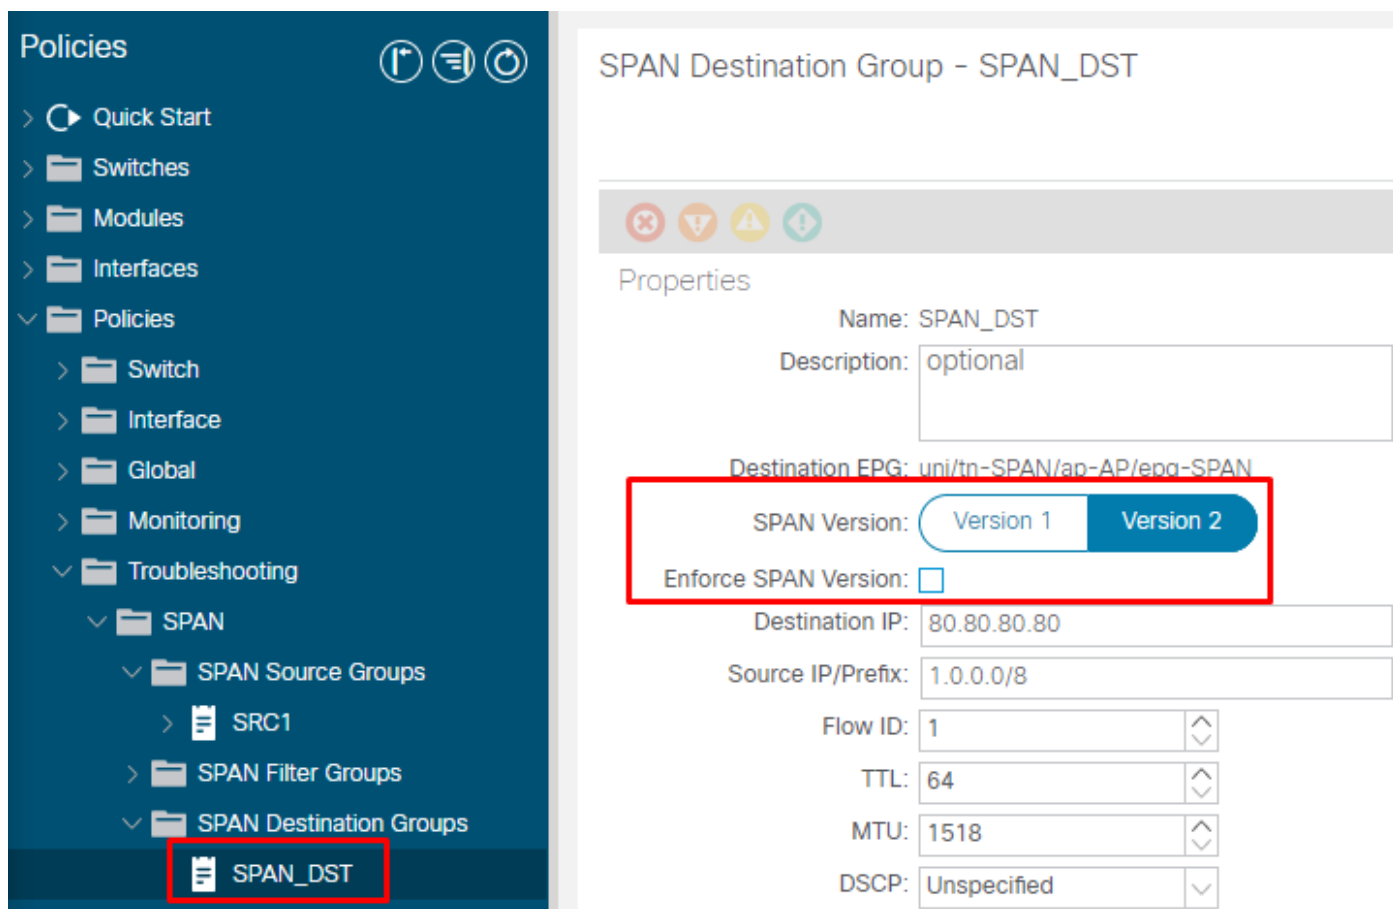 Policies
Quick Start
Switches
Modules
Interfaces
Policies
Switch
Interface
Global
Monitoring
Troubleshooting
SPAN
SPAN Source Groups
SRC1
SPAN Filter Groups
SPAN Destination Groups
SPAN_DST
SPAN Destination Group - SPAN_DST
Properties
Name: SPAN_DST
Description: optional
Destination EPG: uni/tn-SPAN/ap-AP/epg-SPAN
SPAN Version: Version 1 Version 2
Enforce SPAN Version:
Destination IP: 80.80.80.80
Source IP/Prefix: 1.0.0.0/8
Flow ID: 1
TTL: 64
MTU: 1518
DSCP: Unspecified